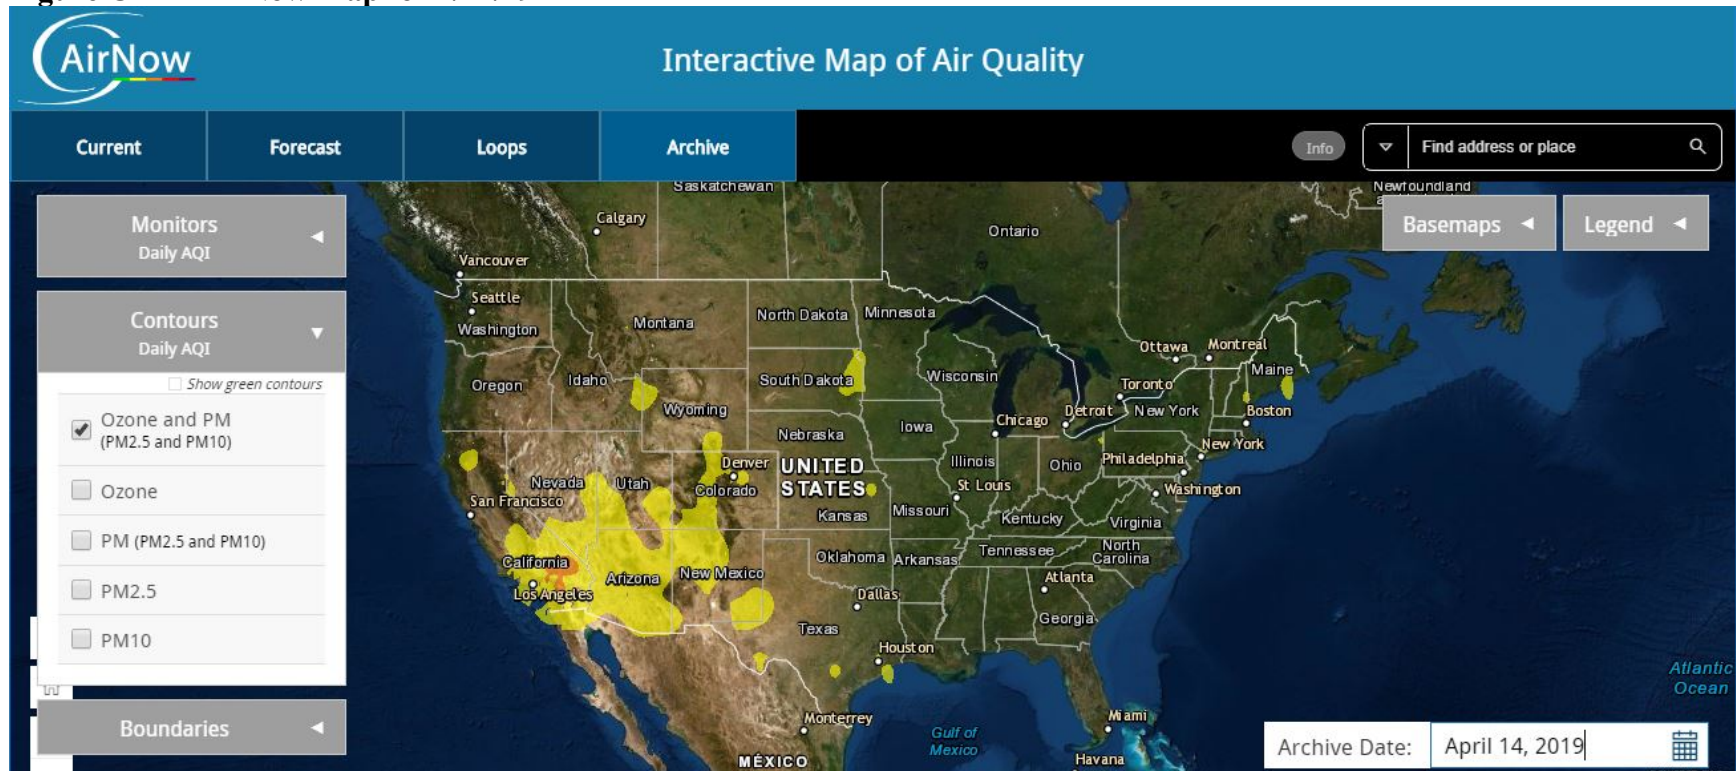 AirNow
Interactive Map of Air Quality
Current
Forecast
Loops
Archive
Info
Find address or place
Monitors
Daily AQI
Contours
Daily AQI
Show green contours
Ozone and PM
(PM2.5 and PM10)
Ozone
PM (PM2.5 and PM10)
PM2.5
PM10
Boundaries
Basemaps
Legend
Saskatchewan
Newfoundland
Calgary
Ontario
Vancouver
Seattle
Washington
Montana
North Dakota
Minnesota
Ottawa
Montreal
Maine
Oregon
Idaho
South Dakota
Wisconsin
Toronto
Wyoming
Chicago
Detroit
New York
Boston
Nebraska
Iowa
New York
Denver
UNITED
STATES
Illinois
Ohio
Philadelphia
Nevada
Utah
Colorado
St Louis
Washington
San Francisco
Kansas
Missouri
Kentucky
Virginia
California
Arizona
New Mexico
Oklahoma
Arkansas
Tennessee
North
Carolina
Los Angeles
Dallas
Atlanta
Texas
Georgia
Houston
Atlantic
Ocean
Monterrey
Gulf of
Mexico
Miami
MÉXICO
Havana
Archive Date:
April 14, 2019